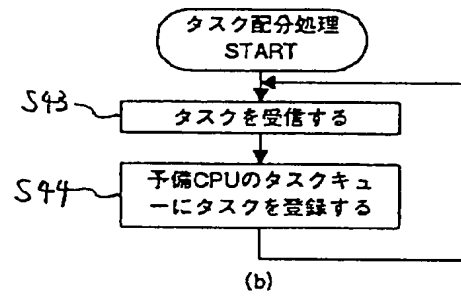 タスク配分処理
START
S43
タスクを受信する
S44
予備CPUのタスクキュ
ーにタスクを登録する
(b)